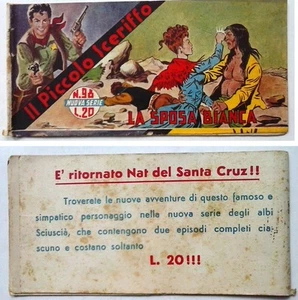 Il Piccolo Sceriffo
N. 98
NUOVA SERIE
L. 20
LA SPOSA BIANCA
E' ritornato Nat del Santa Cruz!!
Troverete le nuove avventure di questo famoso e
simpatico personaggio nelle nuova serie degli albi
Sciuscià, che contengono due episodi completi cia-
scuno e costano soltanto
L. 20!!!